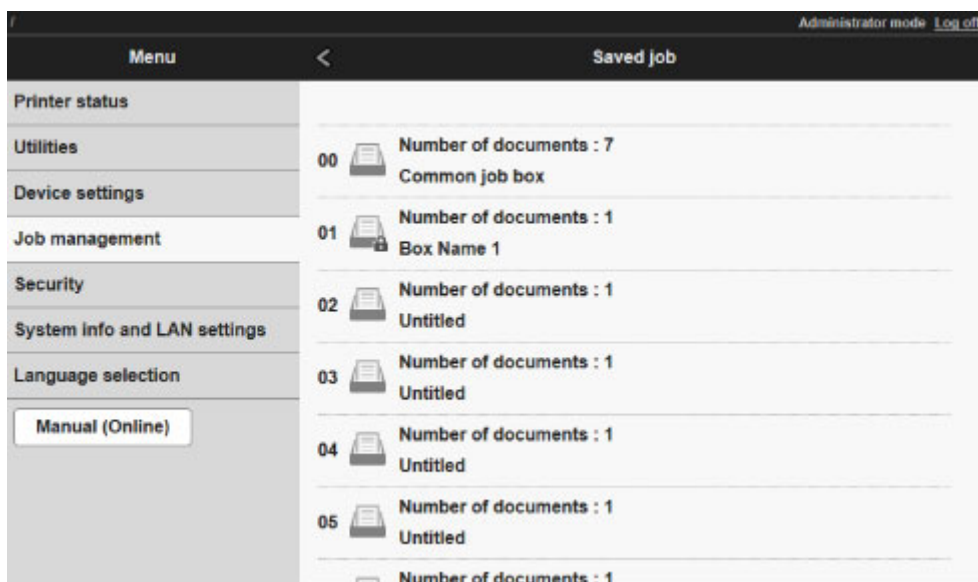 Administrator mode Log off
Menu
Saved job
Printer status
Utilities
Device settings
Job management
Security
System info and LAN settings
Language selection
Manual (Online)
00
Number of documents : 7
Common job box
01
Number of documents : 1
Box Name 1
02
Number of documents : 1
Untitled
03
Number of documents : 1
Untitled
04
Number of documents : 1
Untitled
05
Number of documents : 1
Untitled
Number of documents : 1